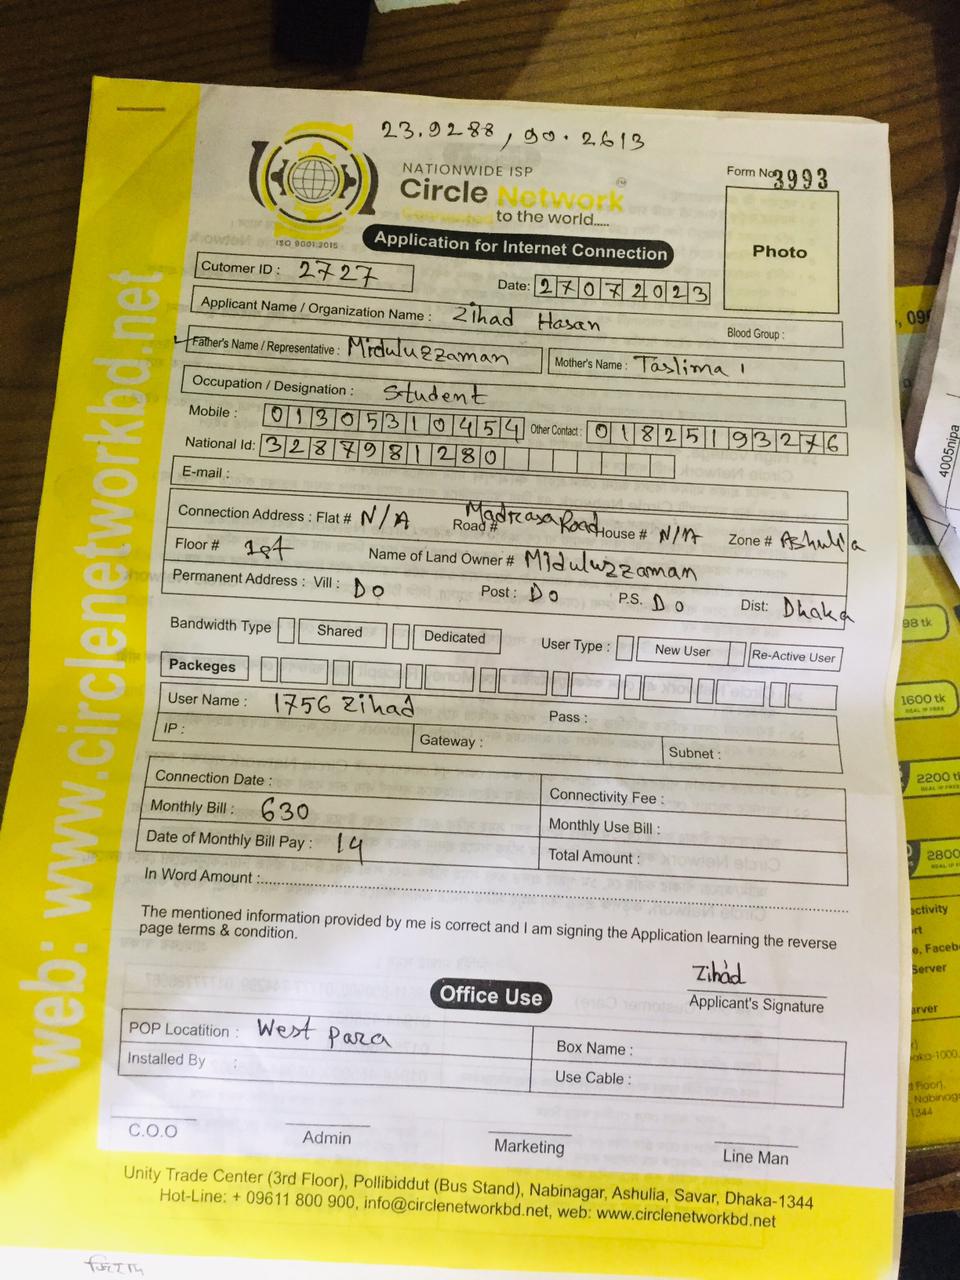 23.9288, 90.2613
NATIONWIDE ISP
Circle Network
to the world.....
ISO 9001:2015
Form No 3993
Photo
Application for Internet Connection
Cutomer ID : 2727
Date: 27072023
Applicant Name / Organization Name : Zihad Hasan
Blood Group :
Father's Name / Representative : Miduluzzaman
Mother's Name : Taslima
Occupation / Designation : Student
Mobile : 01305310454 Other Contact : 01825193276
National Id: 3287981280
E-mail :
Connection Address : Flat # N/A Road # Madrasa Road House # N/A Zone # Ashulia
Floor # 1st Name of Land Owner # Miduluzzaman
Permanent Address : Vill : Do Post : Do P.S. Do Dist: Dhaka
Bandwidth Type Shared Dedicated User Type : New User Re-Active User
Packeges
User Name : 1756 Zihad Pass :
IP : Gateway : Subnet :
Connection Date : Connectivity Fee :
Monthly Bill : 630 Monthly Use Bill :
Date of Monthly Bill Pay : 14 Total Amount :
In Word Amount :
The mentioned information provided by me is correct and I am signing the Application learning the reverse
page terms & condition.
Zihad
Applicant's Signature
Office Use
POP Locatition : West para Box Name :
Installed By : Use Cable :
C.O.O Admin Marketing Line Man
Unity Trade Center (3rd Floor), Pollibiddut (Bus Stand), Nabinagar, Ashulia, Savar, Dhaka-1344
Hot-Line: + 09611 800 900, info@circlenetworkbd.net, web: www.circlenetworkbd.net
web: www.circlenetworkbd.net
4005nipa
98 tk
1600 tk
2200 t
2800